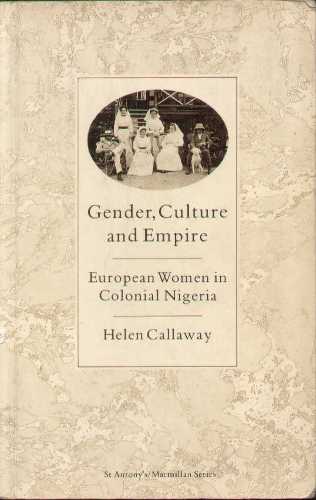 Gender, Culture
and Empire
European Women in
Colonial Nigeria
Helen Callaway
St Antony's/Macmillan Series